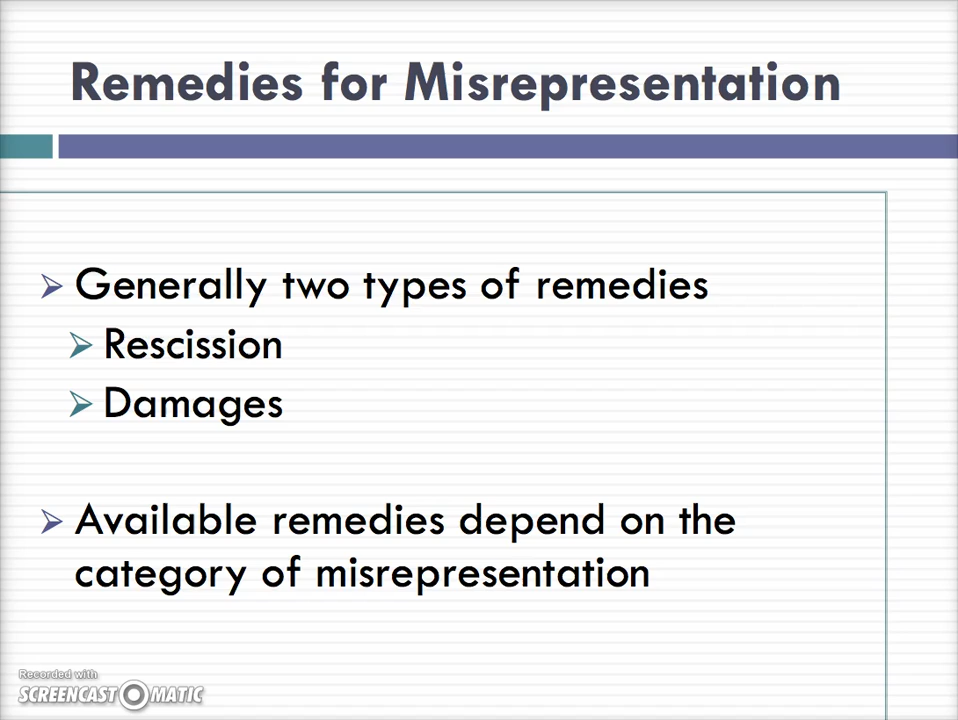 Remedies for Misrepresentation
Generally two types of remedies
Rescission
Damages
Available remedies depend on the
category of misrepresentation
Recorded with
SCREENCAST MATIC